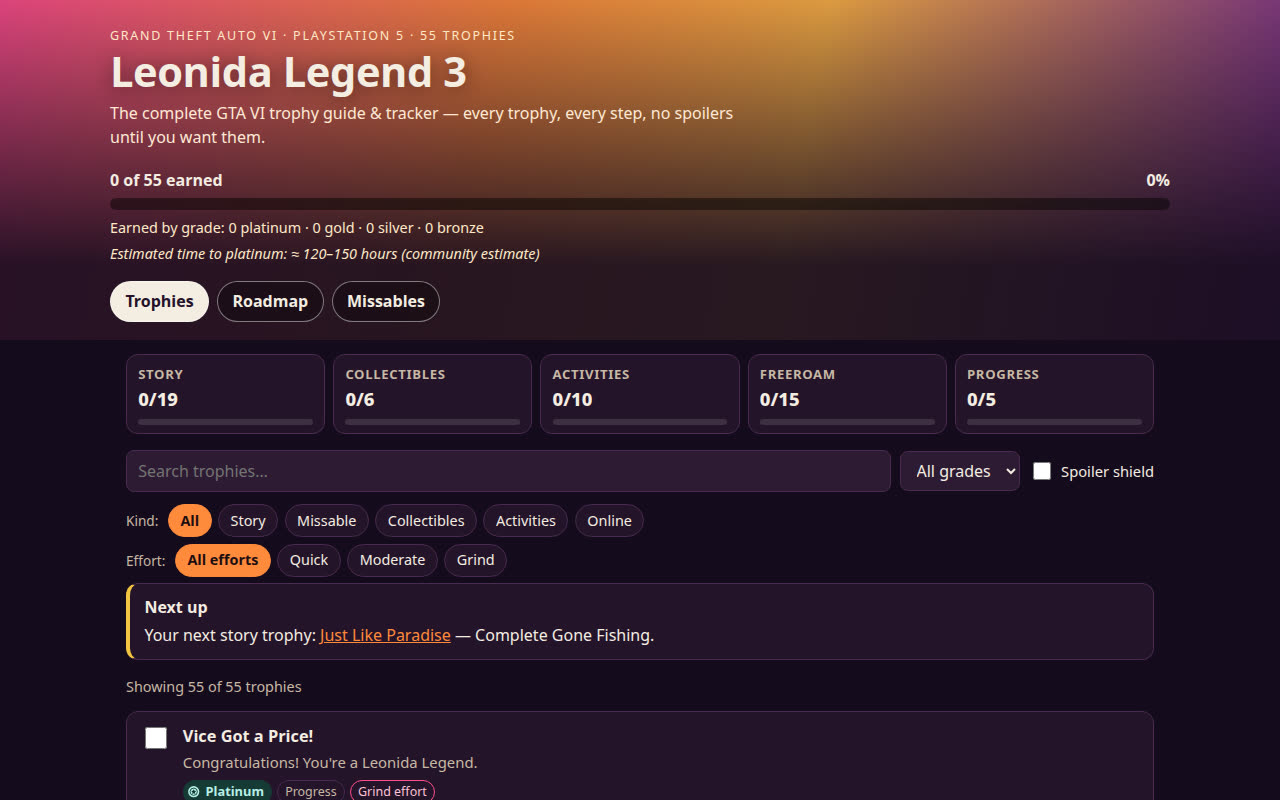 GRAND THEFT AUTO VI · PLAYSTATION 5 · 55 TROPHIES
Leonida Legend 3
The complete GTA VI trophy guide & tracker — every trophy, every step, no spoilers
until you want them.
0 of 55 earned 0%
Earned by grade: 0 platinum · 0 gold · 0 silver · 0 bronze
Estimated time to platinum: ≈ 120–150 hours (community estimate)
Trophies Roadmap Missables
STORY COLLECTIBLES ACTIVITIES FREEROAM PROGRESS
0/19 0/6 0/10 0/15 0/5
Search trophies... All grades Spoiler shield
Kind: All Story Missable Collectibles Activities Online
Effort: All efforts Quick Moderate Grind
Next up
Your next story trophy: Just Like Paradise — Complete Gone Fishing.
Showing 55 of 55 trophies
Vice Got a Price!
Congratulations! You're a Leonida Legend.
Platinum Progress Grind effort